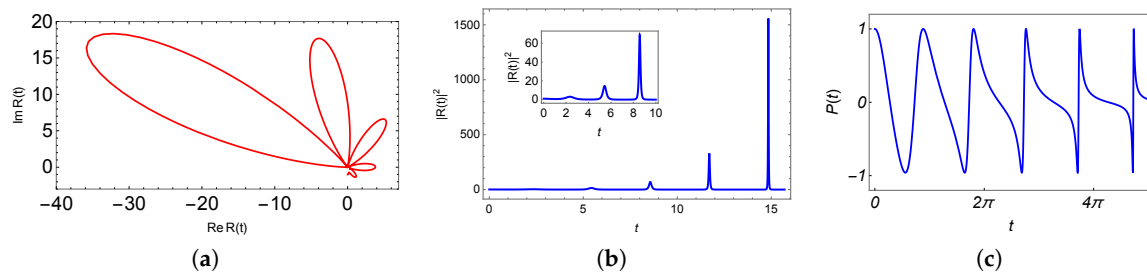 20
15
10
5
0
Im R(t)
-40 -30 -20 -10 0
Re R(t)
(a)
1500
1000
500
0
|R(t)|²
60
40
20
0
|R(t)|²
0 2 4 6 8 10
t
0 5 10 15
t
(b)
1
0
-1
P(t)
0 2π 4π
t
(c)